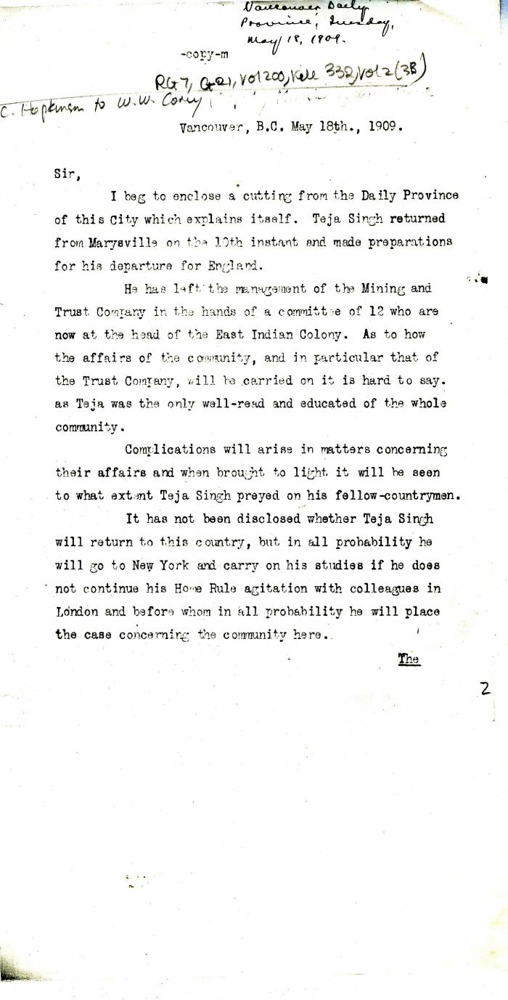 Vancouver Daily
Province, Tuesday,
May 18, 1909.
-copy-m
RG7, G21, Vol 200, File 332, Vol 2 (3B)
C. Hopkinson to W.W. Cory
Vancouver, B.C. May 18th., 1909.
Sir,
I beg to enclose a cutting from the Daily Province
of this City which explains itself. Teja Singh returned
from Marysville on the 10th instant and made preparations
for his departure for England.
He has left the management of the Mining and
Trust Company in the hands of a committee of 12 who are
now at the head of the East Indian Colony. As to how
the affairs of the community, and in particular that of
the Trust Company, will be carried on it is hard to say.
as Teja was the only well-read and educated of the whole
community.
Complications will arise in matters concerning
their affairs and when brought to light it will be seen
to what extent Teja Singh preyed on his fellow-countrymen.
It has not been disclosed whether Teja Singh
will return to this country, but in all probability he
will go to New York and carry on his studies if he does
not continue his Home Rule agitation with colleagues in
London and before whom in all probability he will place
the case concerning the community here.
The
2